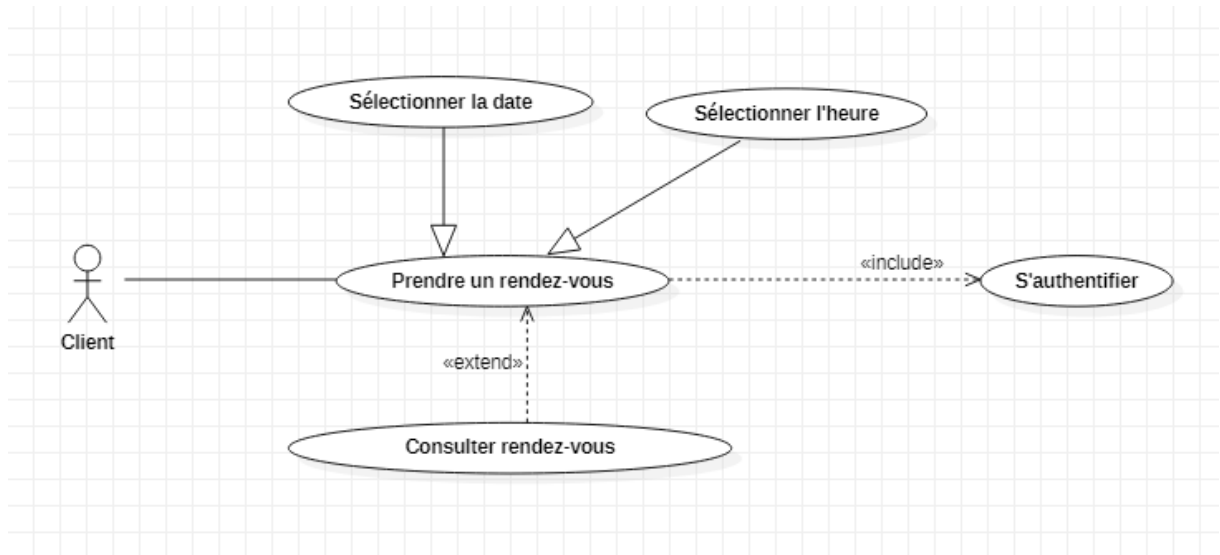 Sélectionner la date
Sélectionner l'heure
«include»
Prendre un rendez-vous
S'authentifier
Client
«extend»
Consulter rendez-vous